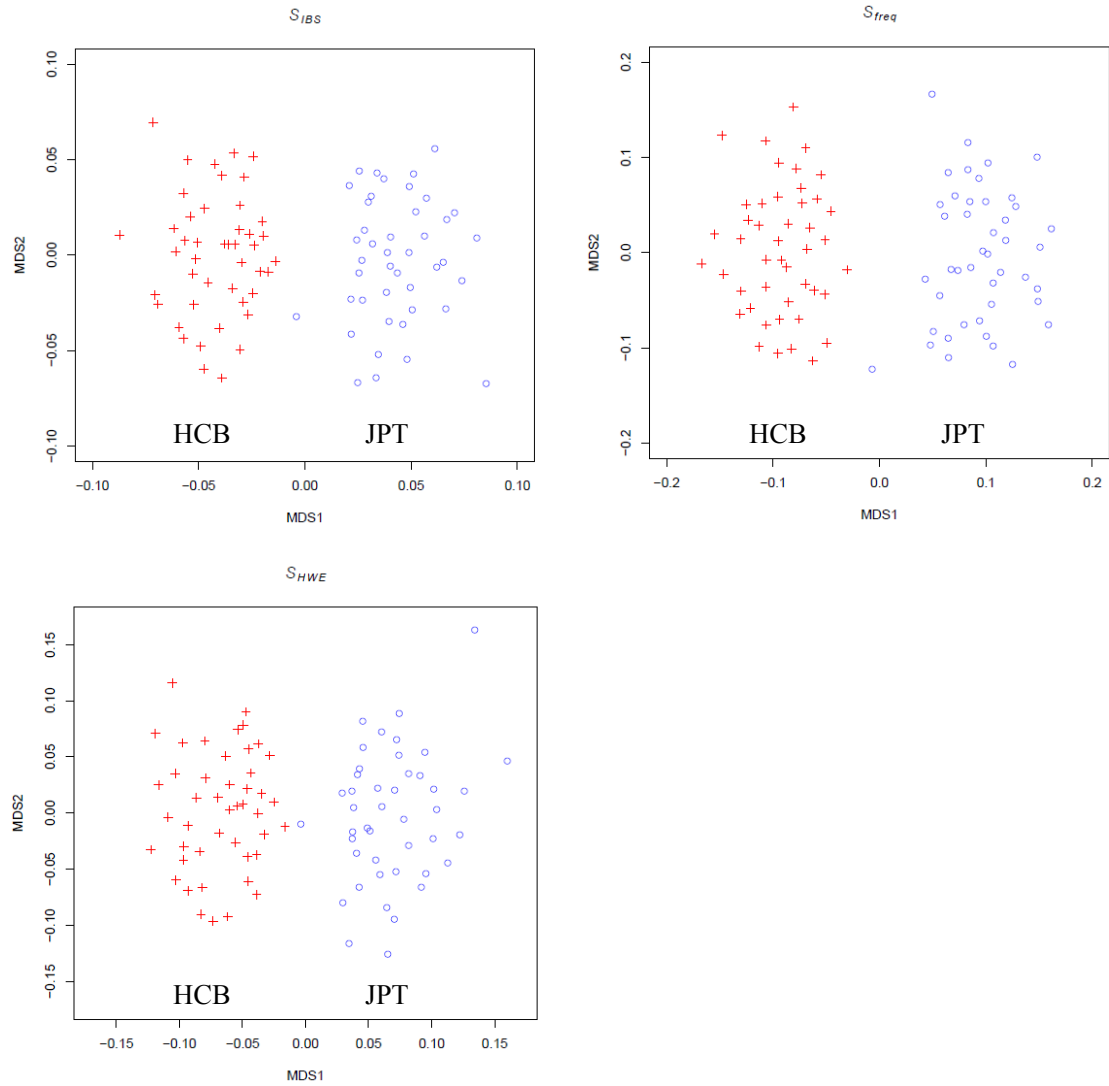 S_IBS
0.10
0.05
0.00
−0.05
−0.10
MDS2
HCB JPT
−0.10 −0.05 0.00 0.05 0.10
MDS1
S_freq
0.2
0.1
0.0
−0.1
−0.2
MDS2
HCB JPT
−0.2 −0.1 0.0 0.1 0.2
MDS1
S_HWE
0.15
0.10
0.05
0.00
−0.05
−0.10
−0.15
MDS2
HCB JPT
−0.15 −0.10 −0.05 0.00 0.05 0.10 0.15
MDS1